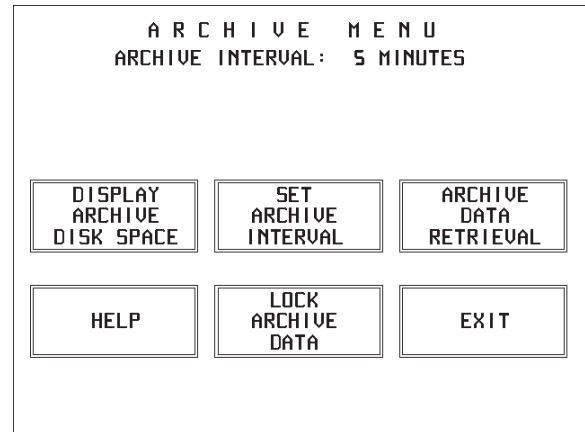 ARCHIVE MENU
ARCHIVE INTERVAL: 5 MINUTES
DISPLAY
ARCHIVE
DISK SPACE
SET
ARCHIVE
INTERVAL
ARCHIVE
DATA
RETRIEVAL
HELP
LOCK
ARCHIVE
DATA
EXIT